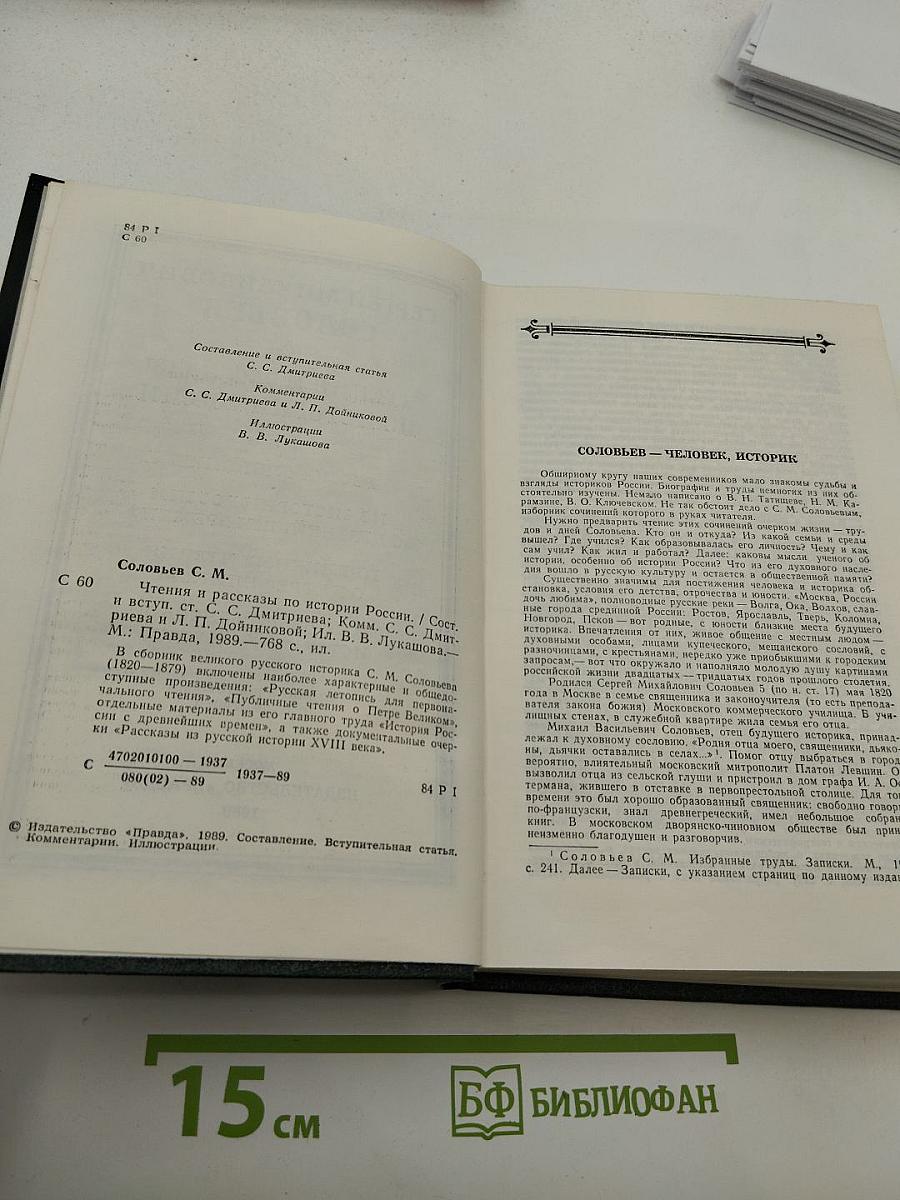 84 Р I
С 60
Составление и вступительная статья
С. С. Дмитриева
Комментарии
С. С. Дмитриева и Л. П. Дойниковой
Иллюстрации
В. В. Лукашова
Соловьев С. М.
С 60
Чтения и рассказы по истории России. / Сост.
и вступ. ст. С. С. Дмитриева; Комм. С. С. Дмит-
риева и Л. П. Дойниковой; Ил. В. В. Лукашова.—
М.: Правда, 1989.—768 с., ил.
В сборник великого русского историка С. М. Соловьева
(1820—1879) включены наиболее характерные и общедо-
ступные произведения: «Русская летопись для первона-
чального чтения», «Публичные чтения о Петре Великом»,
отдельные материалы из его главного труда «История Рос-
сии с древнейших времен», а также документальные очер-
ки «Рассказы из русской истории XVIII века».
С 4702010100 — 1937
080(02) — 89
1937—89
84 Р I
© Издательство «Правда». 1989. Составление. Вступительная статья.
Комментарии. Иллюстрации.
СОЛОВЬЕВ — ЧЕЛОВЕК, ИСТОРИК
Обширному кругу наших современников мало знакомы судьбы и
взгляды историков России. Биографии и труды немногих из них об-
стоятельно изучены. Немало написано о В. Н. Татищеве, Н. М. Ка-
рамзине, В. О. Ключевском. Не так обстоит дело с С. М. Соловьевым,
изборник сочинений которого в руках читателя.
Нужно предварить чтение этих сочинений очерком жизни — тру-
дов и дней Соловьева. Кто он и откуда? Из какой семьи и среды
вышел? Где учился? Как образовывалась его личность? Чему и как
сам учил? Как жил и работал? Далее: каковы мысли ученого об
истории, особенно об истории России? Что из его духовного насле-
дия вошло в русскую культуру и остается в общественной памяти?
Существенно значимы для постижения человека и историка об-
становка, условия его детства, отрочества и юности. «Москва, России
дочь любима», полноводные русские реки — Волга, Ока, Волхов, слав-
ные города срединной России: Ростов, Ярославль, Тверь, Коломна,
Новгород, Псков — вот родные, с юности близкие места будущего
историка. Впечатления от них, живое общение с местным людом —
духовными особами, лицами купеческого, мещанского сословий, с
разночинцами, с крестьянами, нередко уже приобыкшими к городским
запросам,— вот что окружало и наполняло молодую душу картинами
российской жизни двадцатых — тридцатых годов прошлого столетия.
Родился Сергей Михайлович Соловьев 5 (по н. ст. 17) мая 1820
года в Москве в семье священника и законоучителя (то есть препода-
вателя закона божия) Московского коммерческого училища. В учи-
лищных стенах, в служебной квартире жила семья его отца.
Михаил Васильевич Соловьев, отец будущего историка, принад-
лежал к духовному сословию. «Родня отца моего, священники, дьяко-
ны, дьячки оставались в селах...»¹. Помог отцу выбраться в город,
вероятно, влиятельный московский митрополит Платон Левшин. О
вызволил отца из сельской глуши и пристроил в дом графа И. А. Ос
термана, жившего в отставке в первопрестольной столице. Для
времени это был хорошо образованный священник: свободно говор
по-французски, знал древнегреческий, имел небольшое собран
книг. В московском дворянско-чиновном обществе был прин
неизменно благодушен и разговорчив.
¹ Соловьев С. М. Избранные труды. Записки. М., 1
с. 241. Далее — Записки, с указанием страниц по данному изда
15 см
БФ БИБЛИОФАН